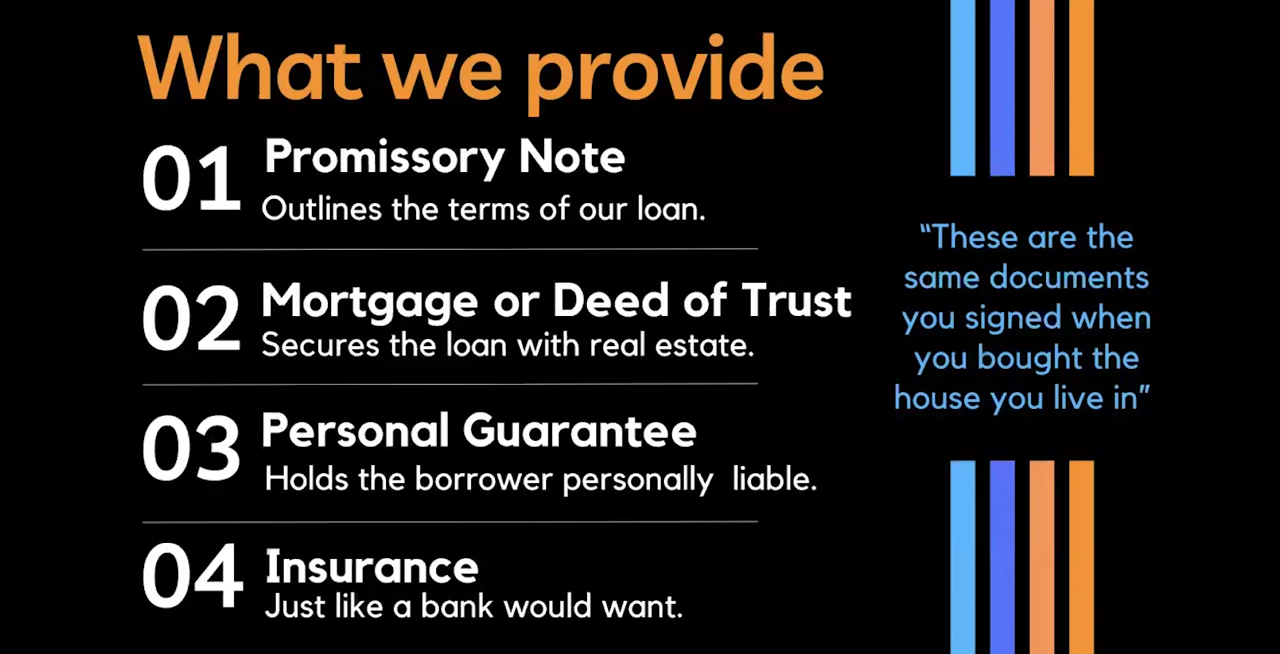 What we provide
01 Promissory Note
Outlines the terms of our loan.
02 Mortgage or Deed of Trust
Secures the loan with real estate.
03 Personal Guarantee
Holds the borrower personally  liable.
04 Insurance
Just like a bank would want.
“These are the
same documents
you signed when
you bought the
house you live in”